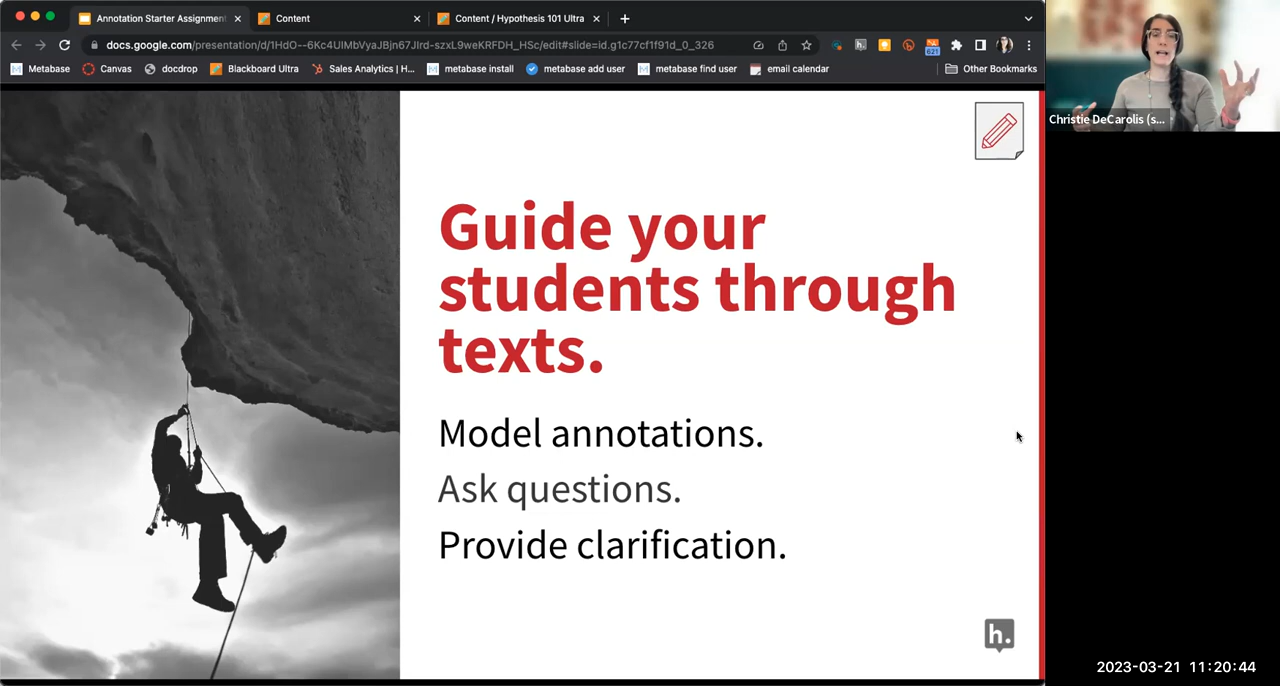 Annotation Starter Assignment
Content
Content / Hypothesis 101 Ultra
docs.google.com/presentation/d/1HdO--6Kc4UIMbVyaJBjn67JIrd-szxL9weKRFDH_HSc/edit#slide=id.g1c77cf1f91d_0_326
621
Metabase
Canvas
docdrop
Blackboard Ultra
Sales Analytics | H...
metabase install
metabase add user
metabase find user
email calendar
Other Bookmarks
Christie DeCarolis (s...
Guide your
students through
texts.
Model annotations.
Ask questions.
Provide clarification.
h.
2023-03-21 11:20:44